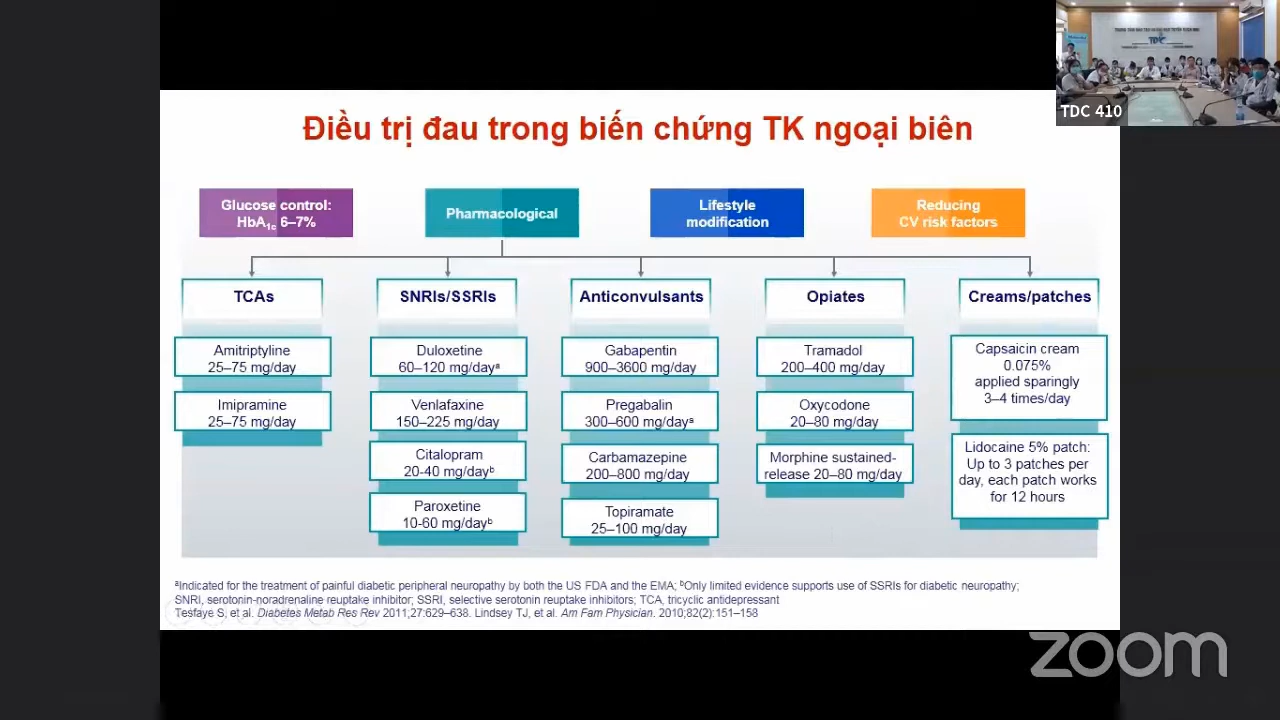 TDC
TDC 410
Điều trị đau trong biến chứng TK ngoại biên
Glucose control:
HbA1c 6–7%
Pharmacological
Lifestyle
modification
Reducing
CV risk factors
TCAs
SNRIs/SSRIs
Anticonvulsants
Opiates
Creams/patches
Amitriptyline
25–75 mg/day
Imipramine
25–75 mg/day
Duloxetine
60–120 mg/dayᵃ
Venlafaxine
150–225 mg/day
Citalopram
20-40 mg/dayᵇ
Paroxetine
10-60 mg/dayᵇ
Gabapentin
900–3600 mg/day
Pregabalin
300–600 mg/dayᵃ
Carbamazepine
200–800 mg/day
Topiramate
25–100 mg/day
Tramadol
200–400 mg/day
Oxycodone
20–80 mg/day
Morphine sustained-
release 20–80 mg/day
Capsaicin cream
0.075%
applied sparingly
3–4 times/day
Lidocaine 5% patch:
Up to 3 patches per
day, each patch works
for 12 hours
ᵃIndicated for the treatment of painful diabetic peripheral neuropathy by both the US FDA and the EMA; ᵇOnly limited evidence supports use of SSRIs for diabetic neuropathy;
SNRI, serotonin-noradrenaline reuptake inhibitor; SSRI, selective serotonin reuptake inhibitors; TCA, tricyclic antidepressant
Tesfaye S, et al. Diabetes Metab Res Rev 2011;27:629–638. Lindsey TJ, et al. Am Fam Physician. 2010;82(2):151–158
zoom